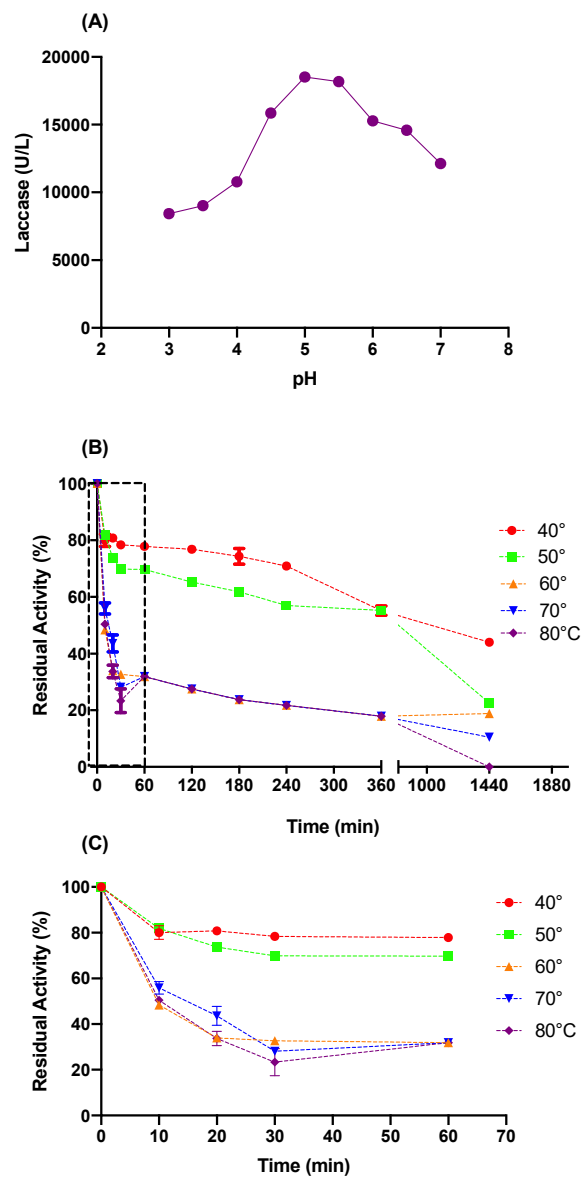 (A)
20000
15000
10000
5000
0
Laccase (U/L)
2 3 4 5 6 7 8
pH
(B)
100
80
60
40
20
0
Residual Activity (%)
40°
50°
60°
70°
80°C
0 60 120 180 240 300 360 1000 1440 1880
Time (min)
(C)
100
80
60
40
20
0
Residual Activity (%)
40°
50°
60°
70°
80°C
0 10 20 30 40 50 60 70
Time (min)